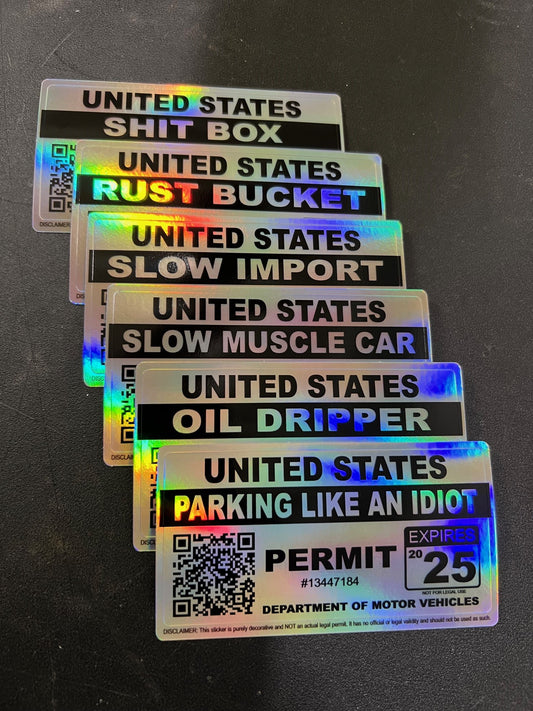 UNITED STATES
SHIT BOX
DISCLAIMER
UNITED STATES
RUST BUCKET
UNITED STATES
SLOW IMPORT
UNITED STATES
SLOW MUSCLE CAR
UNITED STATES
OIL DRIPPER
UNITED STATES
PARKING LIKE AN IDIOT
PERMIT
#13447184
EXPIRES
2025
NOT FOR LEGAL USE
DEPARTMENT OF MOTOR VEHICLES
DISCLAIMER: This sticker is purely decorative and NOT an actual legal permit. It has no official or legal validity and should not be used as such.